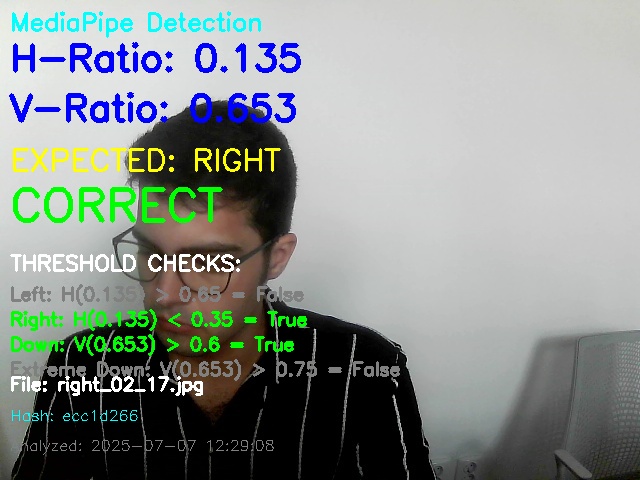 MediaPipe Detection
H-Ratio: 0.135
V-Ratio: 0.653
EXPECTED: RIGHT
CORRECT
THRESHOLD CHECKS:
Left: H(0.135) > 0.65 = False
Right: H(0.135) < 0.35 = True
Down: V(0.653) > 0.6 = True
Extreme Down: V(0.653) > 0.75 = False
File: right_02_17.jpg
Hash: ecc1d266
Analyzed: 2025-07-07 12:29:08